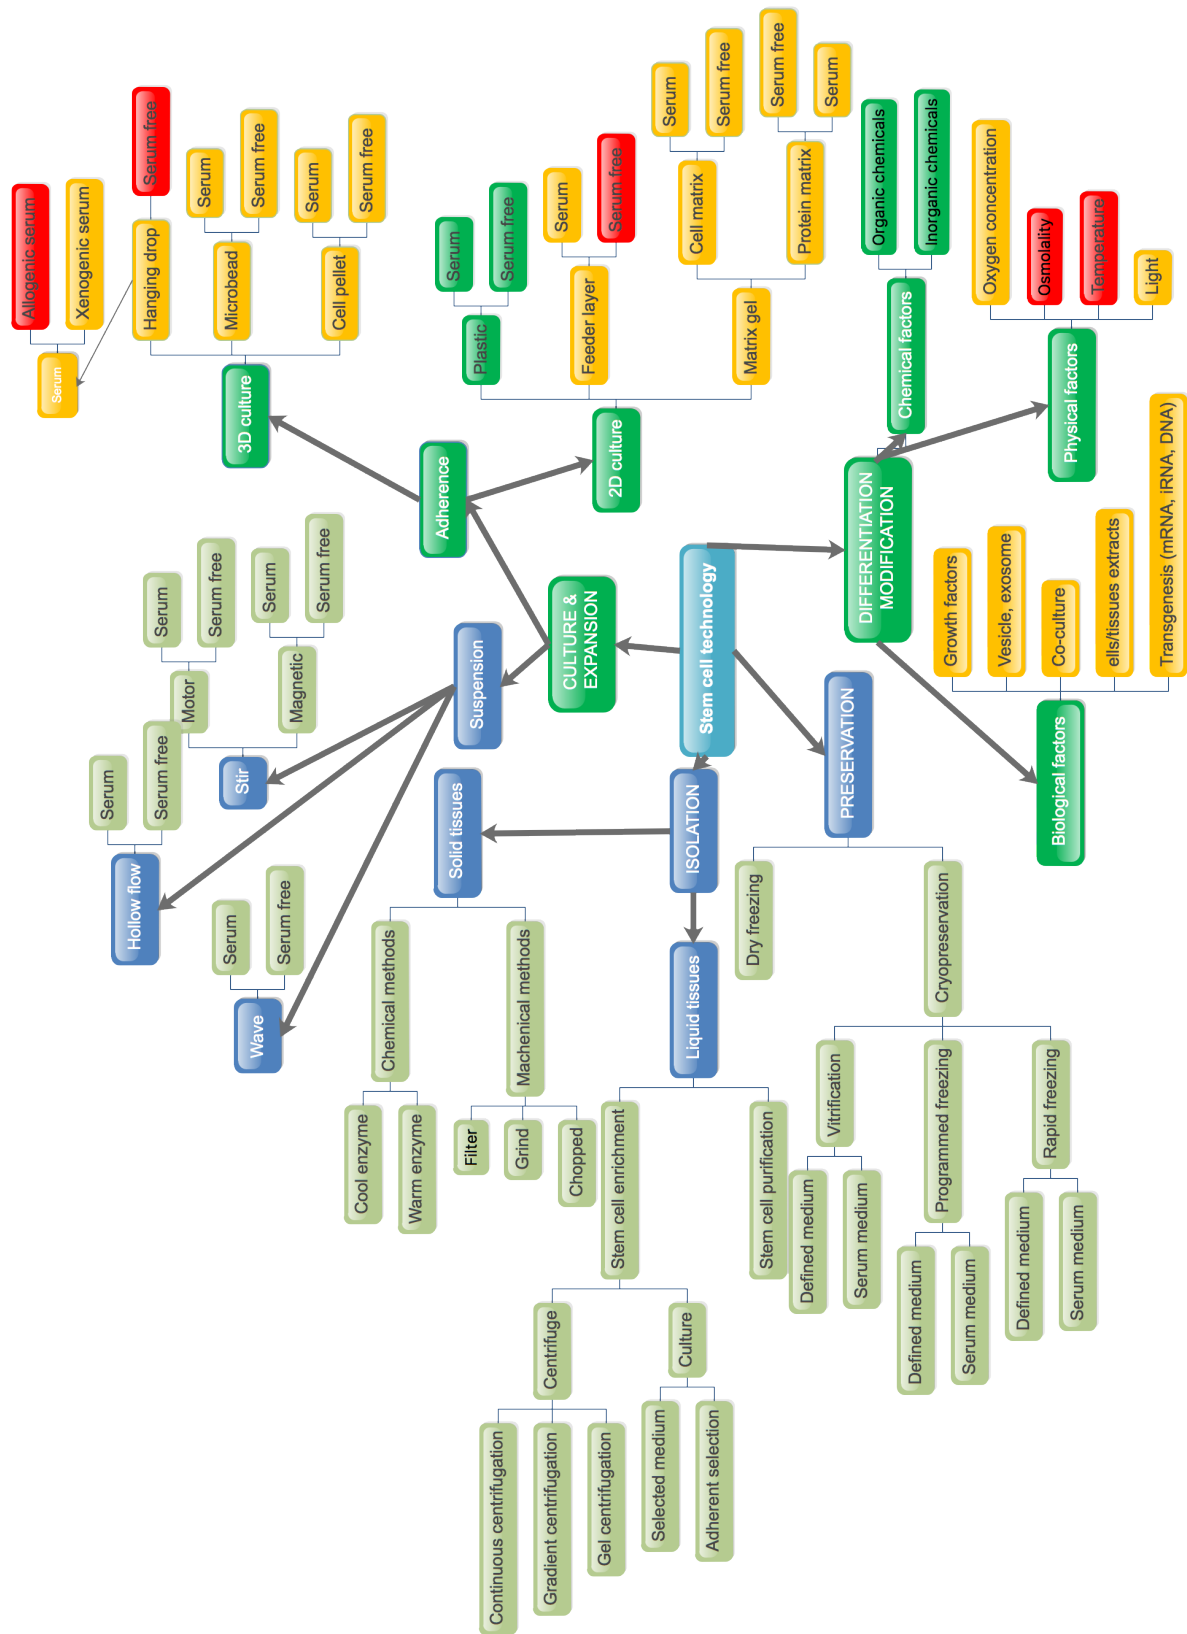 Stem cell technology
CULTURE &
EXPANSION
Adherence
3D culture
Hanging drop
Serum
Allogenic serum
Xenogenic serum
Serum free
Microbead
Serum
Serum free
Cell pellet
Serum
Serum free
2D culture
Plastic
Serum
Serum free
Feeder layer
Serum
Serum free
Matrix gel
Cell matrix
Serum
Serum free
Protein matrix
Serum free
Serum
Suspension
Hollow flow
Serum
Serum free
Stir
Motor
Serum
Serum free
Magnetic
Serum
Serum free
Wave
Serum
Serum free
ISOLATION
Solid tissues
Chemical methods
Cool enzyme
Warm enzyme
Machenical methods
Filter
Grind
Chopped
Liquid tissues
Stem cell enrichment
Centrifuge
Continuous centrifugation
Gradient centrifugation
Gel centrifugation
Culture
Selected medium
Adherent selection
Stem cell purification
PRESERVATION
Dry freezing
Cryopreservation
Vitrification
Defined medium
Serum medium
Programmed freezing
Defined medium
Serum medium
Rapid freezing
Defined medium
Serum medium
DIFFERENTIATION
MODIFICATION
Chemical factors
Organic chemicals
Inorganic chemicals
Physical factors
Oxygen concentration
Osmolality
Temperature
Light
Biological factors
Growth factors
Vesicle, exosome
Co-culture
ells/tissues extracts
Transgenesis (mRNA, iRNA, DNA)